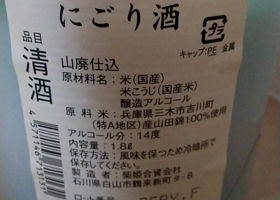 にごり酒
プラ
キャップ:PE 金属
品目
清酒
山廃仕込
原材料名:米(国産)
米こうじ(国産米)
醸造アルコール
原料米:兵庫県三木市吉川町
(特A地区)産山田錦100%使用
アルコール分:14度
内容量:1.8ℓ
保存方法:風味を保つため冷暗所で
保存してください。
製造者:菊姫合資会社
石川県白山市鶴来新町タ-8